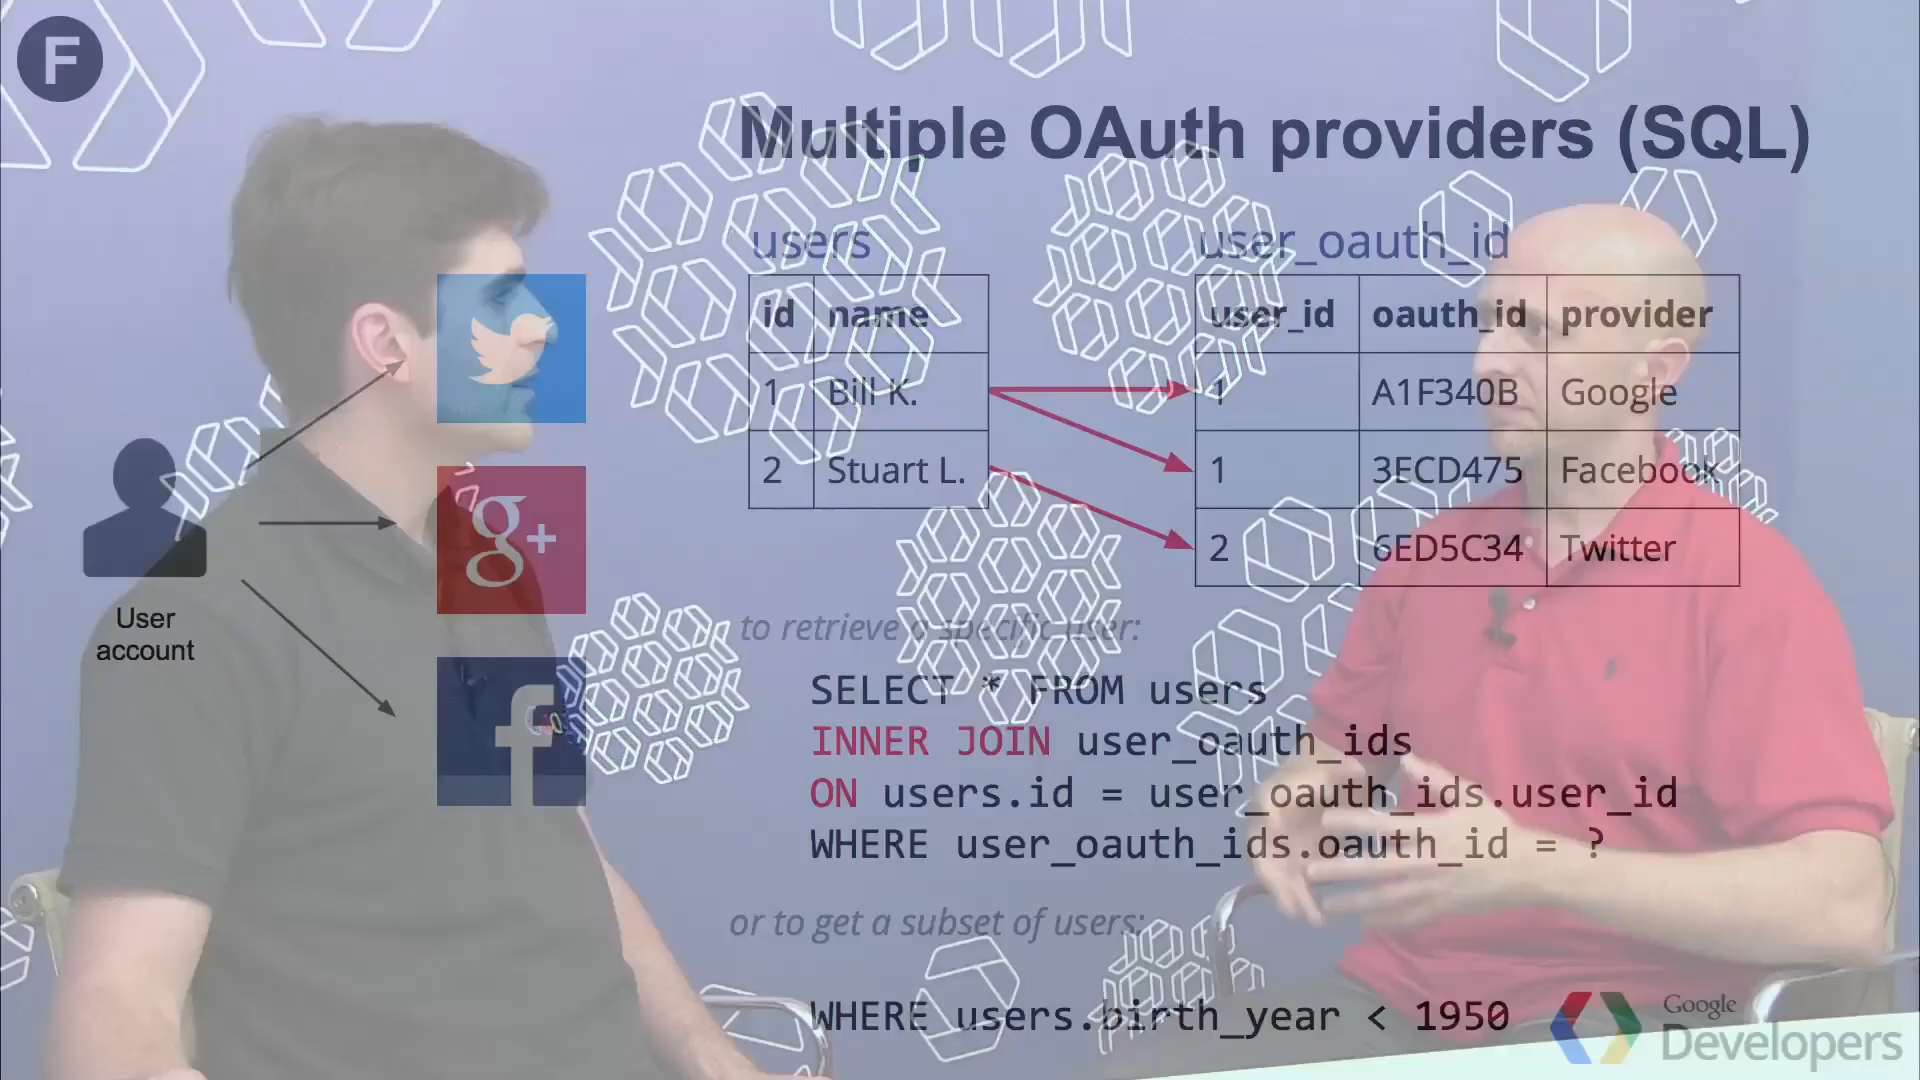 F
Multiple OAuth providers (SQL)
users
user_oauth_id
id name
user_id oauth_id provider
1 Bill K.
1 A1F340B Google
2 Stuart L.
1 3ECD475 Facebook
2 6ED5C34 Twitter
g+
f
User
account
to retrieve a specific user:
SELECT * FROM users
INNER JOIN user_oauth_ids
ON users.id = user_oauth_ids.user_id
WHERE user_oauth_ids.oauth_id = ?
or to get a subset of users:
WHERE users.birth_year < 1950
Google
Developers